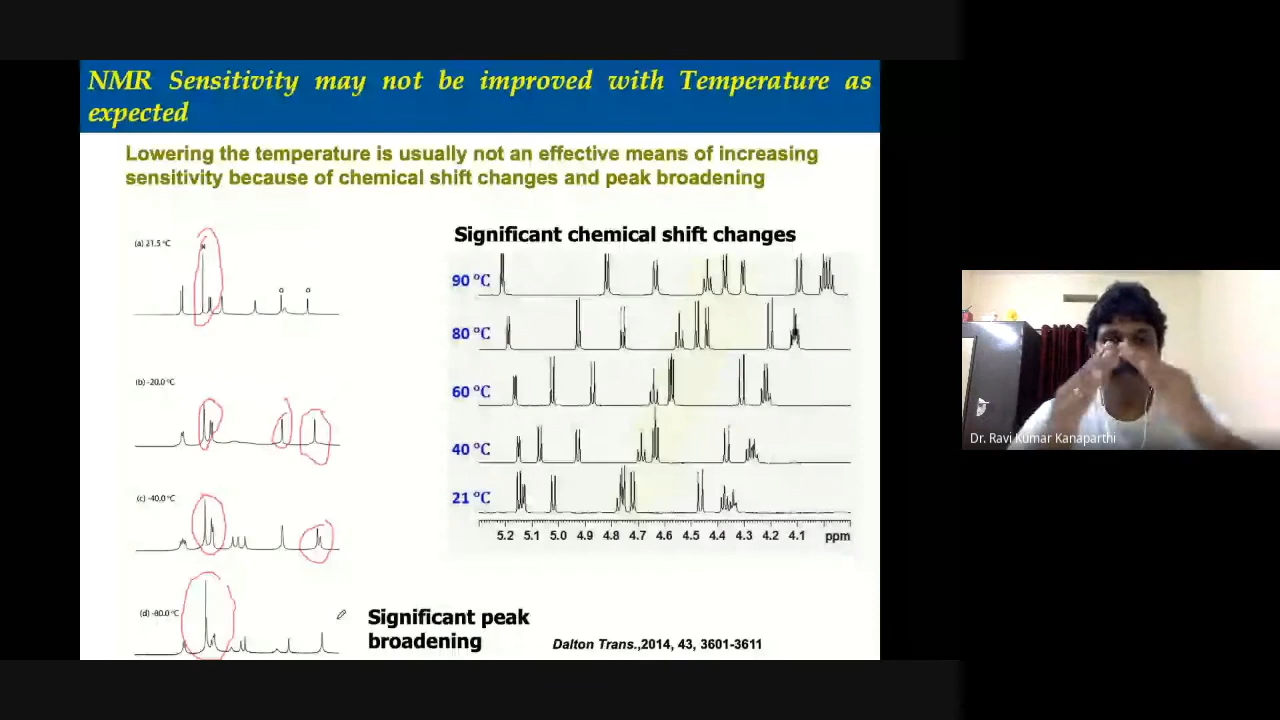 NMR Sensitivity may not be improved with Temperature as
expected
Lowering the temperature is usually not an effective means of increasing
sensitivity because of chemical shift changes and peak broadening
Significant chemical shift changes
(a) 21.5 °C
(b) -20.0 °C
(c) -40.0 °C
(d) -80.0 °C
90 °C
80 °C
60 °C
40 °C
21 °C
5.2 5.1 5.0 4.9 4.8 4.7 4.6 4.5 4.4 4.3 4.2 4.1 ppm
Significant peak
broadening
Dalton Trans.,2014, 43, 3601-3611
Dr. Ravi Kumar Kanaparthi